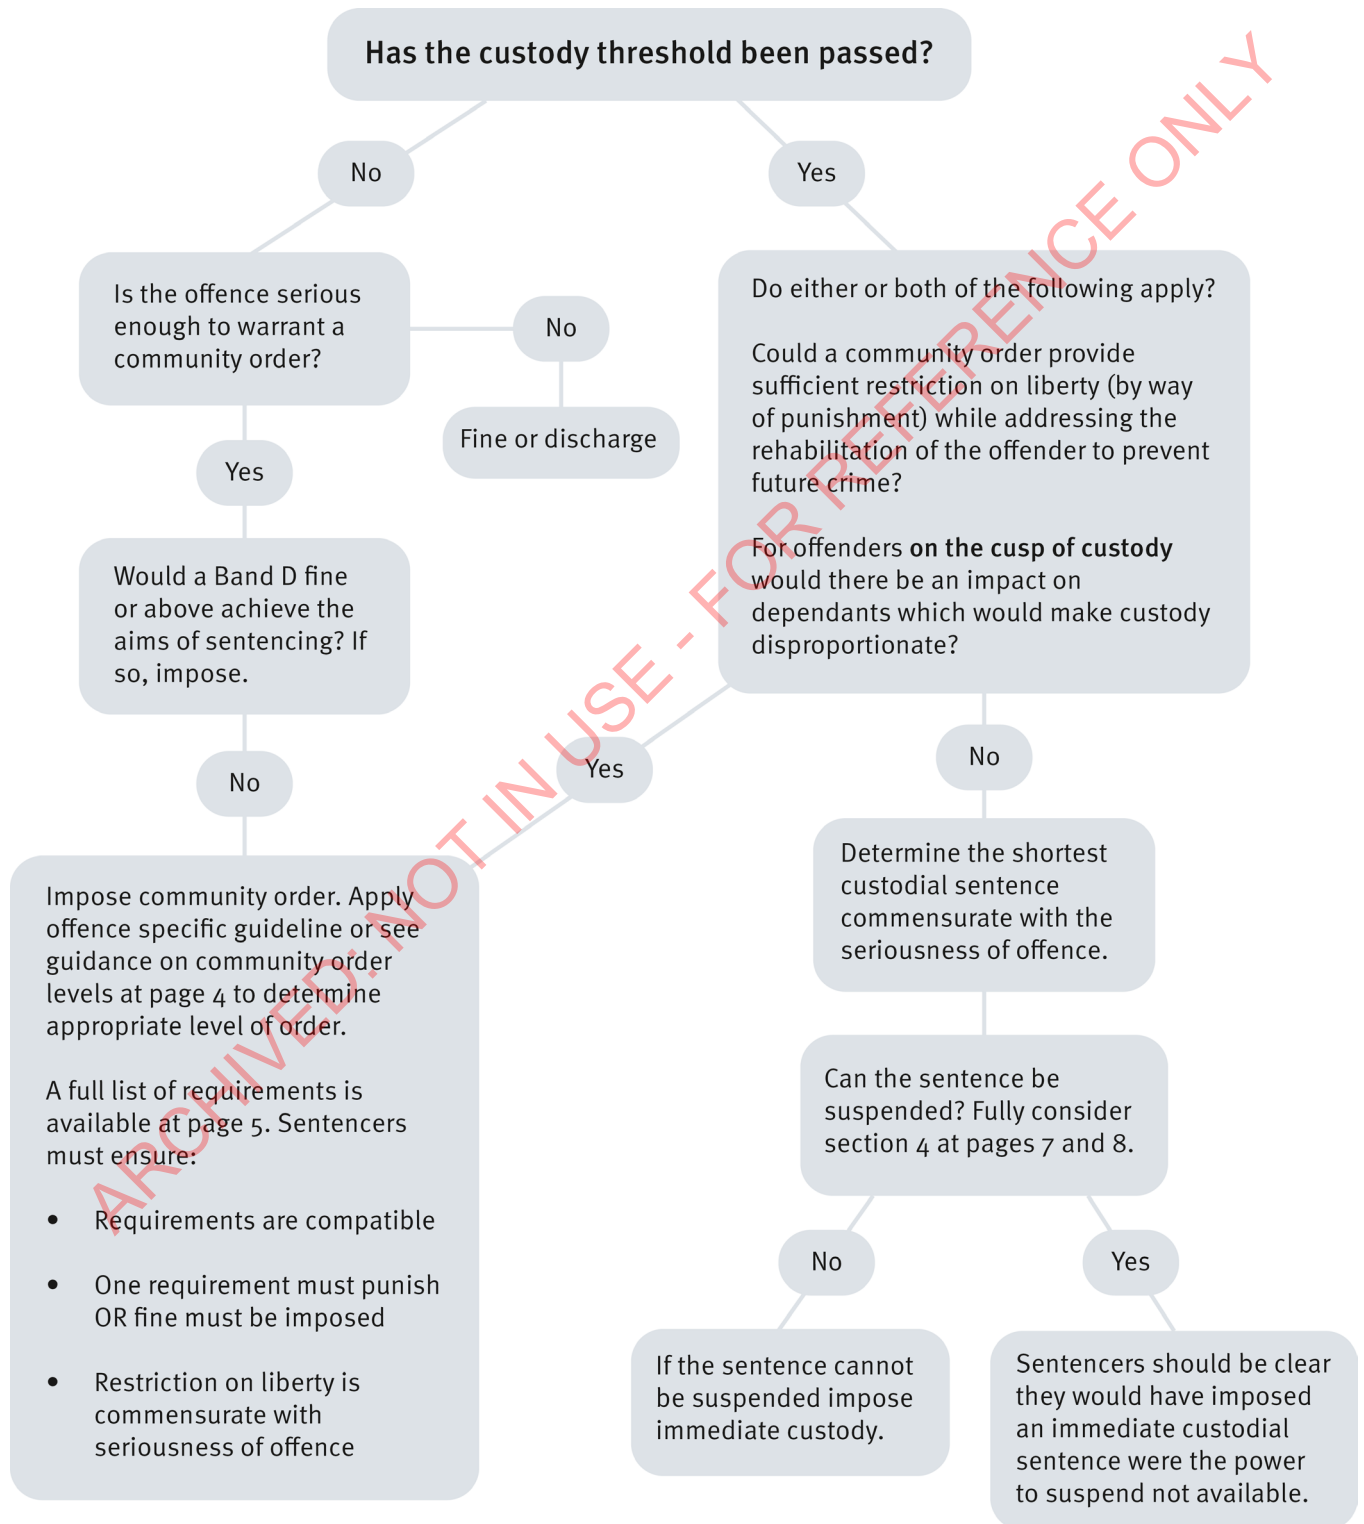 Has the custody threshold been passed?
No
Yes
Is the offence serious
enough to warrant a
community order?
No
Fine or discharge
Yes
Would a Band D fine
or above achieve the
aims of sentencing? If
so, impose.
No
Do either or both of the following apply?
Could a community order provide
sufficient restriction on liberty (by way
of punishment) while addressing the
rehabilitation of the offender to prevent
future crime?
For offenders on the cusp of custody
would there be an impact on
dependants which would make custody
disproportionate?
Yes
No
Impose community order. Apply
offence specific guideline or see
guidance on community order
levels at page 4 to determine
appropriate level of order.
A full list of requirements is
available at page 5. Sentencers
must ensure:
• Requirements are compatible
• One requirement must punish
OR fine must be imposed
• Restriction on liberty is
commensurate with
seriousness of offence
Determine the shortest
custodial sentence
commensurate with the
seriousness of offence.
Can the sentence be
suspended? Fully consider
section 4 at pages 7 and 8.
No
Yes
If the sentence cannot
be suspended impose
immediate custody.
Sentencers should be clear
they would have imposed
an immediate custodial
sentence were the power
to suspend not available.
ARCHIVED: NOT IN USE - FOR REFERENCE ONLY